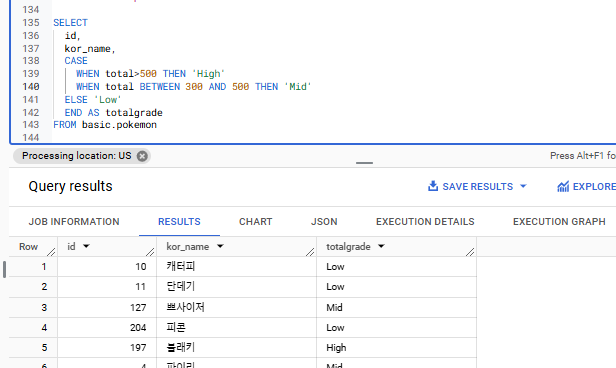 134
135 SELECT
136 id,
137 kor_name,
138 CASE
139 WHEN total>500 THEN 'High'
140 WHEN total BETWEEN 300 AND 500 THEN 'Mid'
141 ELSE 'Low'
142 END AS totalgrade
143 FROM basic.pokemon
144
Processing location: US
Press Alt+F1 fo
Query results
SAVE RESULTS
EXPLORE
JOB INFORMATION RESULTS CHART JSON EXECUTION DETAILS EXECUTION GRAPH
Row id kor_name totalgrade
1 10 캐터피 Low
2 11 단데기 Low
3 127 쁘사이저 Mid
4 204 피콘 Low
5 197 블래키 High
6 4 파이리 Mid